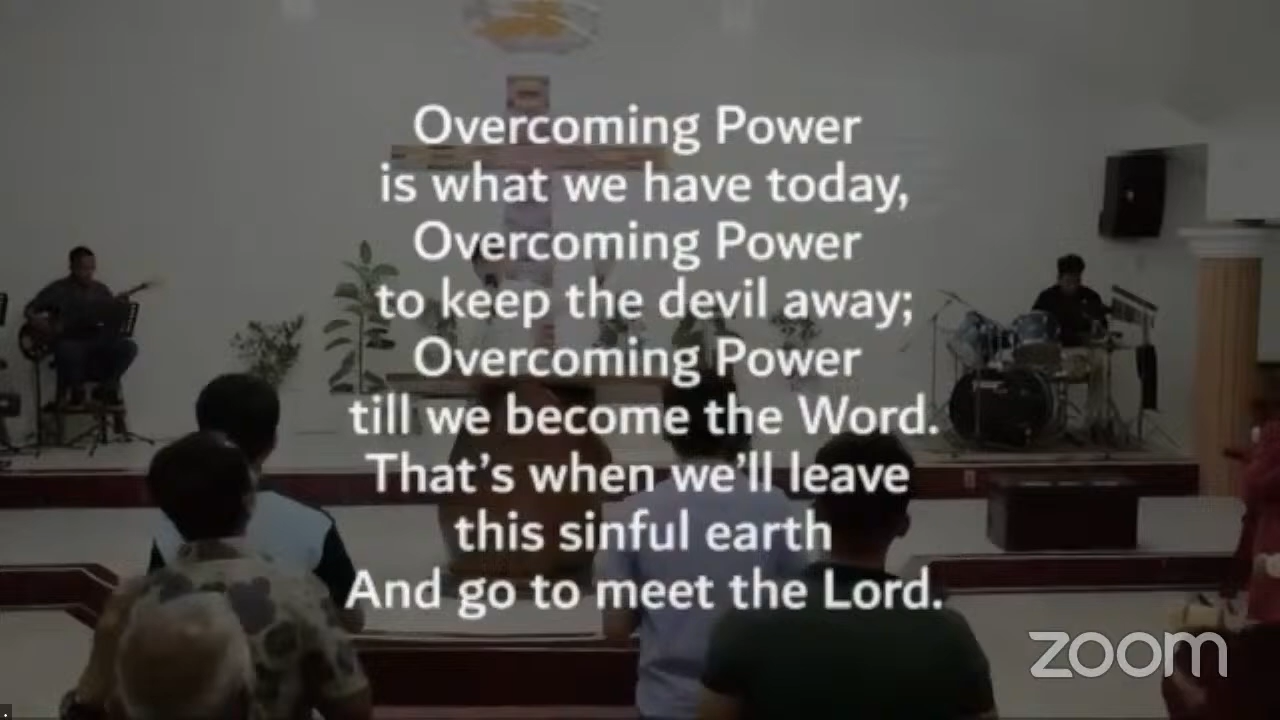 Overcoming Power
is what we have today,
Overcoming Power
to keep the devil away;
Overcoming Power
till we become the Word.
That’s when we’ll leave
this sinful earth
And go to meet the Lord.
zoom